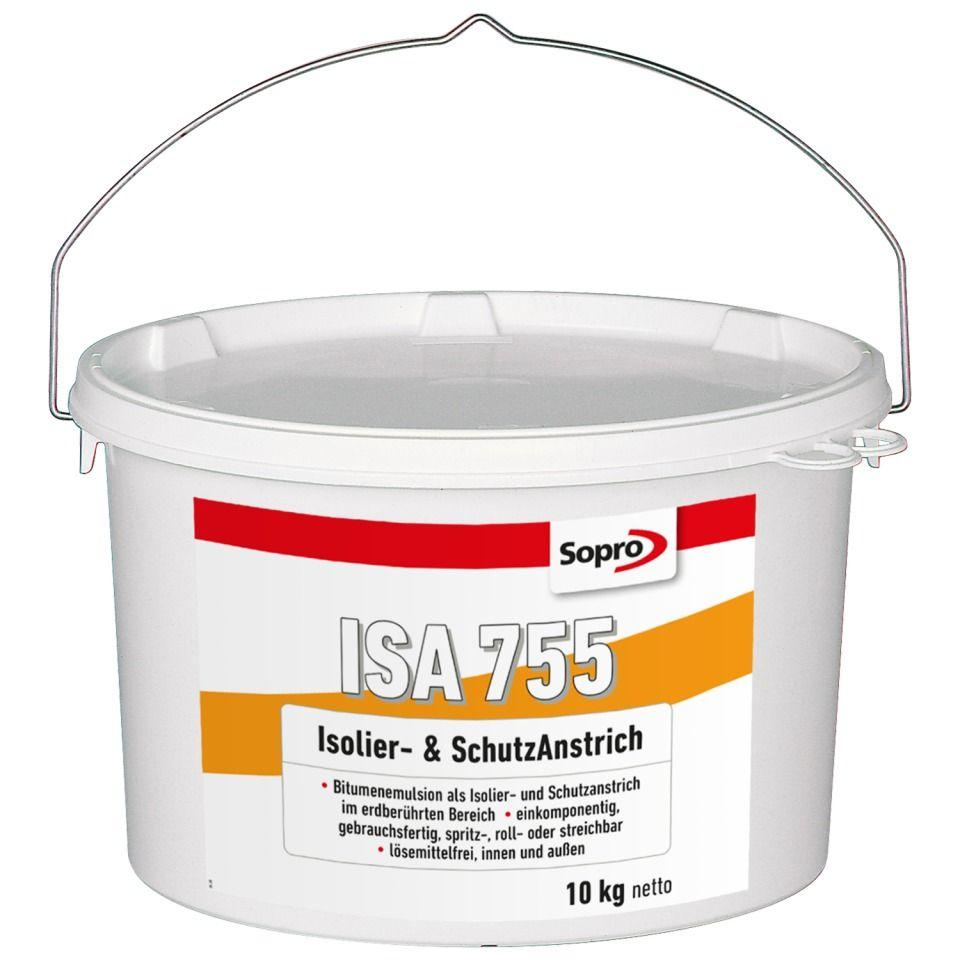 Sopro
ISA 755
Isolier- & SchutzAnstrich
• Bitumenemulsion als Isolier- und Schutzanstrich
im erdberührten Bereich • einkomponentig,
gebrauchsfertig, spritz-, roll- oder streichbar
• lösemittelfrei, innen und außen
10 kg netto